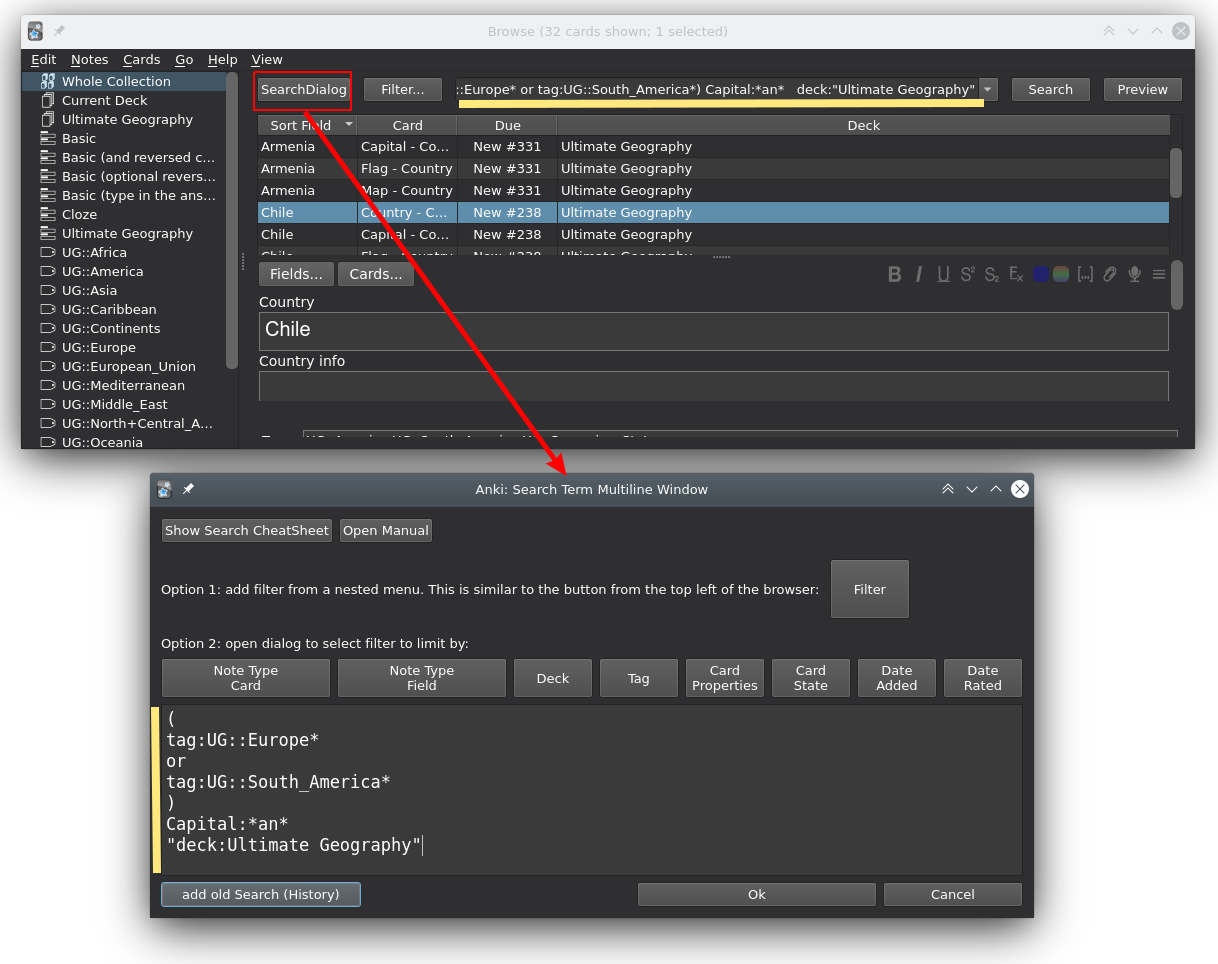 Browse (32 cards shown; 1 selected)
Edit Notes Cards Go Help View
Whole Collection
Current Deck
Ultimate Geography
Basic
Basic (and reversed c...
Basic (optional revers...
Basic (type in the ans...
Cloze
Ultimate Geography
UG::Africa
UG::America
UG::Asia
UG::Caribbean
UG::Continents
UG::Europe
UG::European_Union
UG::Mediterranean
UG::Middle_East
UG::North+Central_A...
UG::Oceania
SearchDialog Filter... ::Europe* or tag:UG::South_America*) Capital:*an* deck:"Ultimate Geography" Search Preview
Sort Field Card Due Deck
Armenia Capital - Co... New #331 Ultimate Geography
Armenia Flag - Country New #331 Ultimate Geography
Armenia Map - Country New #331 Ultimate Geography
Chile Country - C... New #238 Ultimate Geography
Chile Capital - Co... New #238 Ultimate Geography
Fields... Cards...
Country
Chile
Country info
Anki: Search Term Multiline Window
Show Search CheatSheet Open Manual
Option 1: add filter from a nested menu. This is similar to the button from the top left of the browser: Filter
Option 2: open dialog to select filter to limit by:
Note Type Card
Note Type Field
Deck
Tag
Card Properties
Card State
Date Added
Date Rated
(
tag:UG::Europe*
or
tag:UG::South_America*
)
Capital:*an*
"deck:Ultimate Geography"
add old Search (History) Ok Cancel